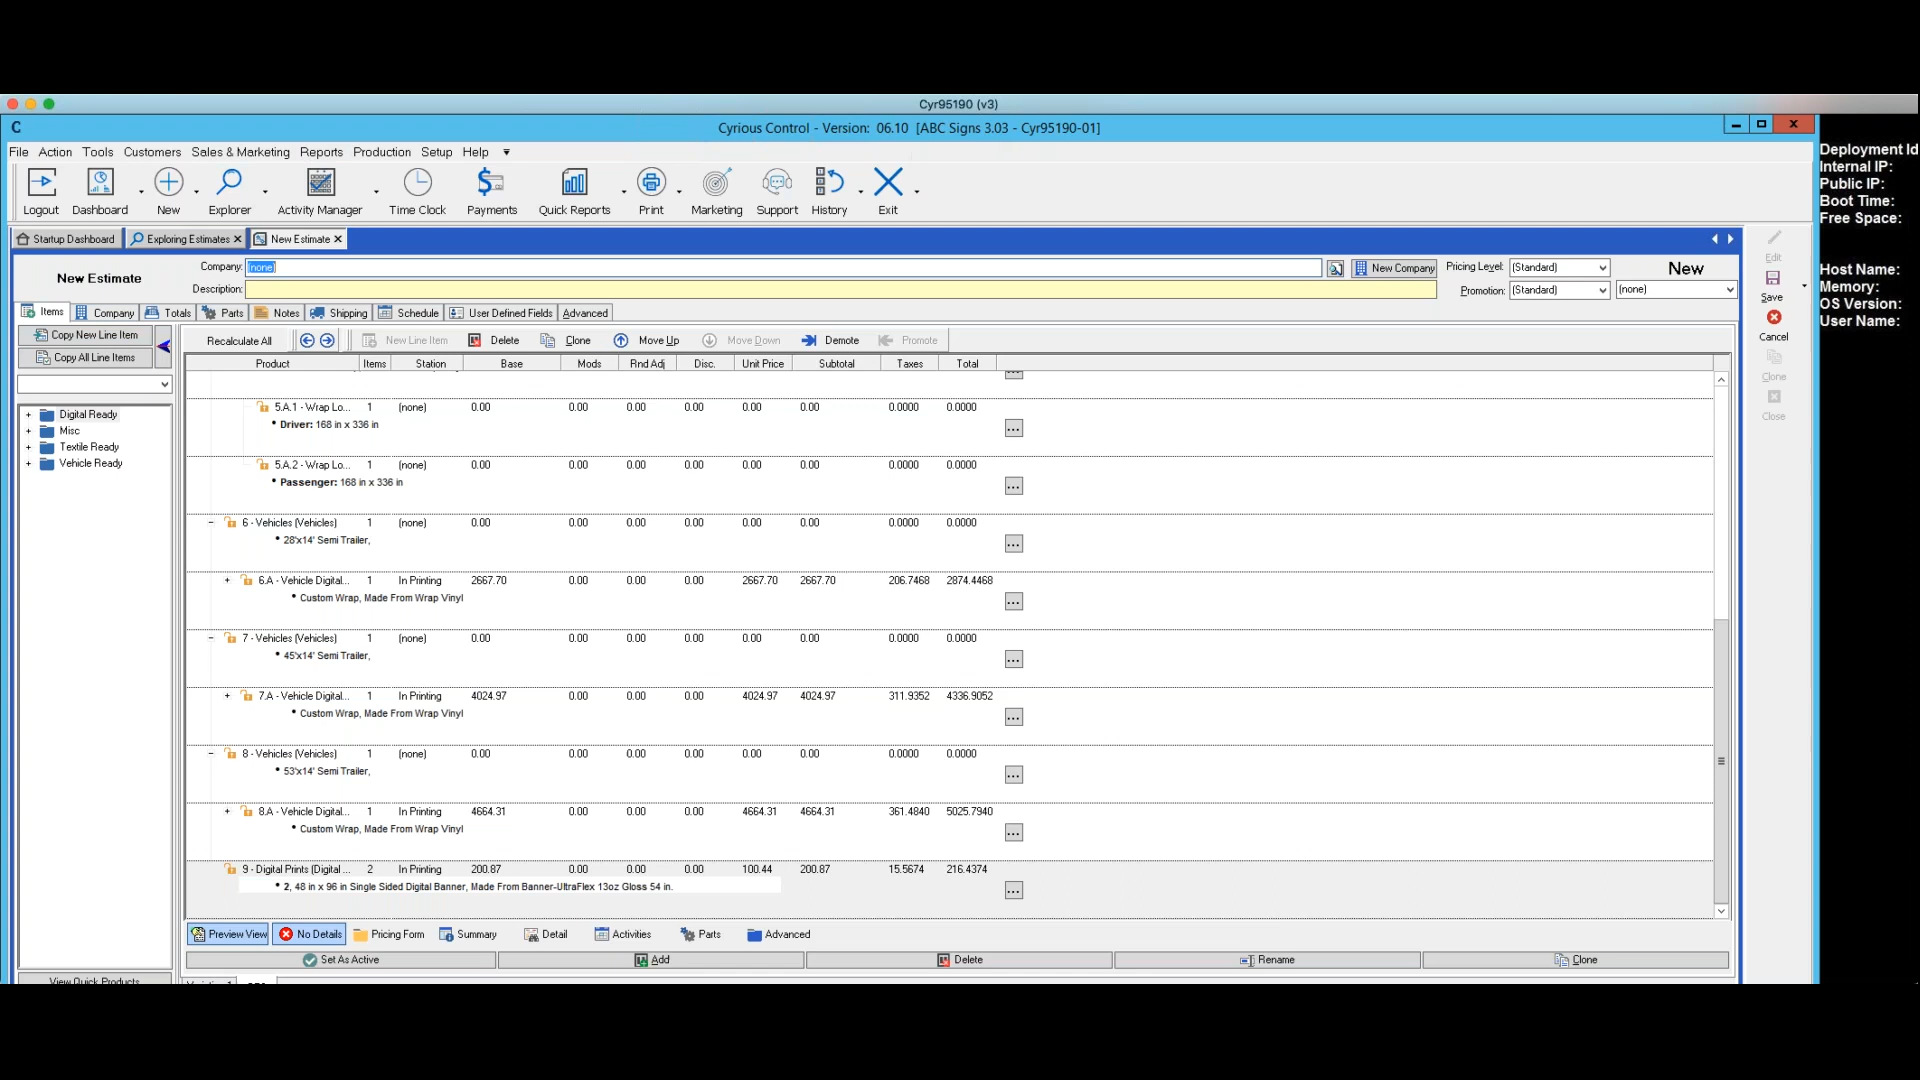 Cyr95190 (v3)
C Cyrious Control - Version: 06.10 [ABC Signs 3.03 - Cyr95190-01]
File Action Tools Customers Sales & Marketing Reports Production Setup Help
Logout Dashboard New Explorer Activity Manager Time Clock Payments Quick Reports Print Marketing Support History Exit
Deployment Id
Internal IP:
Public IP:
Boot Time:
Free Space:
Host Name:
Memory:
OS Version:
User Name:
Startup Dashboard Exploring Estimates New Estimate
New Estimate
Company: (none) New Company Pricing Level: (Standard) New
Description: Promotion: (Standard) (none)
Edit
Save
Cancel
Clone
Close
Items Company Totals Parts Notes Shipping Schedule User Defined Fields Advanced
Copy New Line Item
Copy All Line Items
Digital Ready
Misc
Textile Ready
Vehicle Ready
Recalculate All New Line Item Delete Clone Move Up Move Down Demote Promote
Product Items Station Base Mods Rnd Adj Disc. Unit Price Subtotal Taxes Total
5.A.1 - Wrap Lo... 1 (none) 0.00 0.00 0.00 0.00 0.00 0.00 0.0000 0.0000
• Driver: 168 in x 336 in
5.A.2 - Wrap Lo... 1 (none) 0.00 0.00 0.00 0.00 0.00 0.00 0.0000 0.0000
• Passenger: 168 in x 336 in
6 - Vehicles (Vehicles) 1 (none) 0.00 0.00 0.00 0.00 0.00 0.00 0.0000 0.0000
• 28'x14' Semi Trailer,
6.A - Vehicle Digital... 1 In Printing 2667.70 0.00 0.00 0.00 2667.70 2667.70 206.7468 2874.4468
• Custom Wrap, Made From Wrap Vinyl
7 - Vehicles (Vehicles) 1 (none) 0.00 0.00 0.00 0.00 0.00 0.00 0.0000 0.0000
• 45'x14' Semi Trailer,
7.A - Vehicle Digital... 1 In Printing 4024.97 0.00 0.00 0.00 4024.97 4024.97 311.9352 4336.9052
• Custom Wrap, Made From Wrap Vinyl
8 - Vehicles (Vehicles) 1 (none) 0.00 0.00 0.00 0.00 0.00 0.00 0.0000 0.0000
• 53'x14' Semi Trailer,
8.A - Vehicle Digital... 1 In Printing 4664.31 0.00 0.00 0.00 4664.31 4664.31 361.4840 5025.7940
• Custom Wrap, Made From Wrap Vinyl
9 - Digital Prints (Digital ... 2 In Printing 200.87 0.00 0.00 0.00 100.44 200.87 15.5674 216.4374
• 2, 48 in x 96 in Single Sided Digital Banner, Made From Banner-UltraFlex 13oz Gloss 54 in.
Preview View No Details Pricing Form Summary Detail Activities Parts Advanced
Set As Active Add Delete Rename Clone
View Quick Products